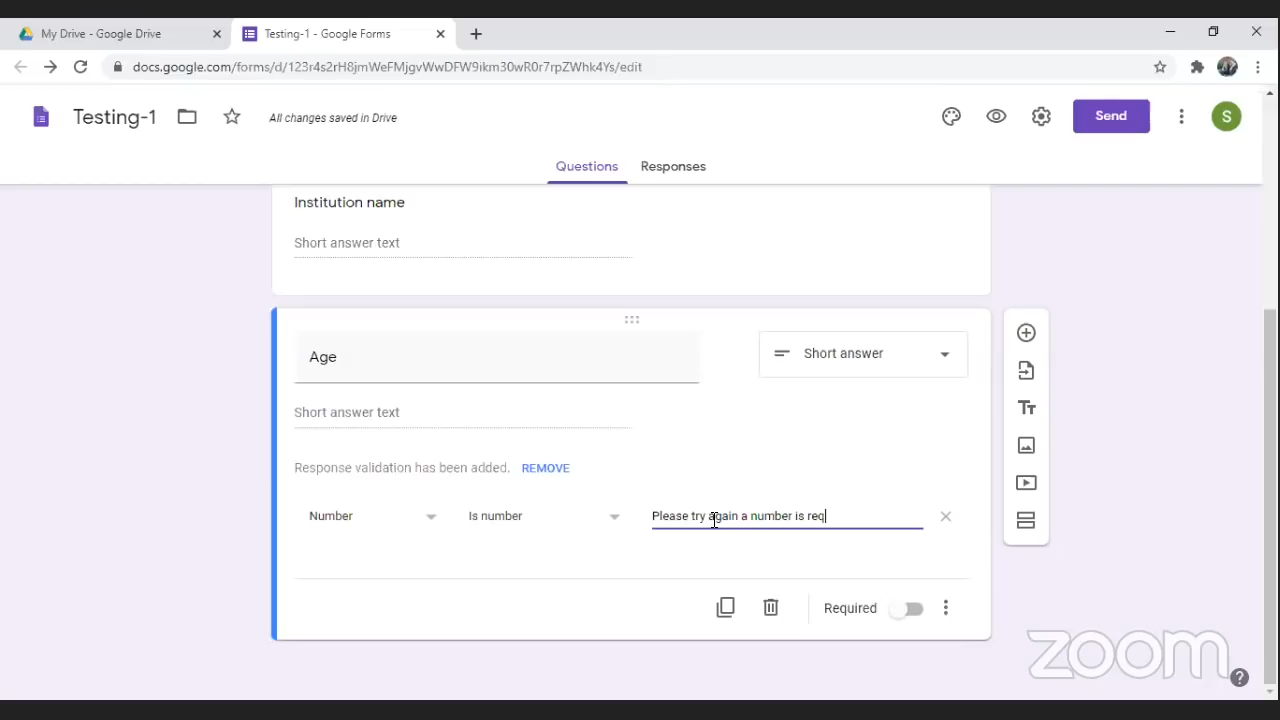 My Drive - Google Drive
Testing-1 - Google Forms
docs.google.com/forms/d/123r4s2rH8jmWeFMjgvWwDFW9ikm30wR0r7rpZWhk4Ys/edit
Testing-1
All changes saved in Drive
Send
S
Questions
Responses
Institution name
Short answer text
Age
Short answer
Short answer text
Response validation has been added. REMOVE
Number
Is number
Please try again a number is req
Required
zoom